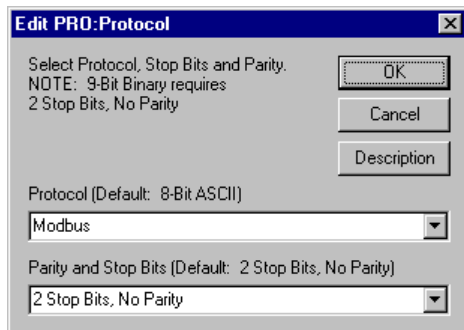 Edit PRO:Protocol
Select Protocol, Stop Bits and Parity.
NOTE:  9-Bit Binary requires
2 Stop Bits, No Parity
OK
Cancel
Description
Protocol (Default:  8-Bit ASCII)
Modbus
Parity and Stop Bits (Default:  2 Stop Bits, No Parity)
2 Stop Bits, No Parity